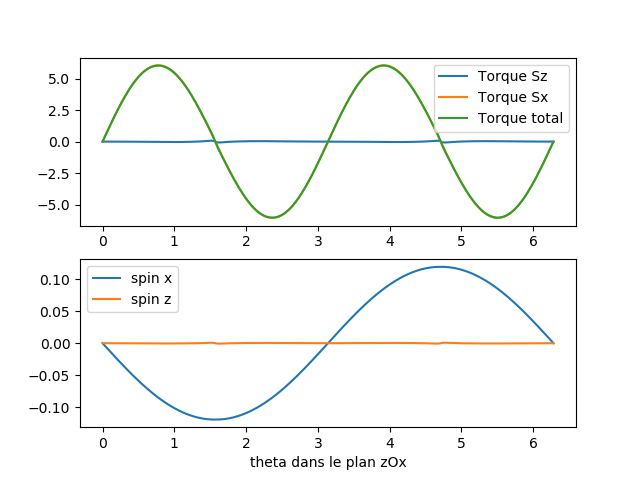 5.0
2.5
0.0
−2.5
−5.0
Torque Sz
Torque Sx
Torque total
0 1 2 3 4 5 6
0.10
0.05
0.00
−0.05
−0.10
spin x
spin z
0 1 2 3 4 5 6
theta dans le plan zOx